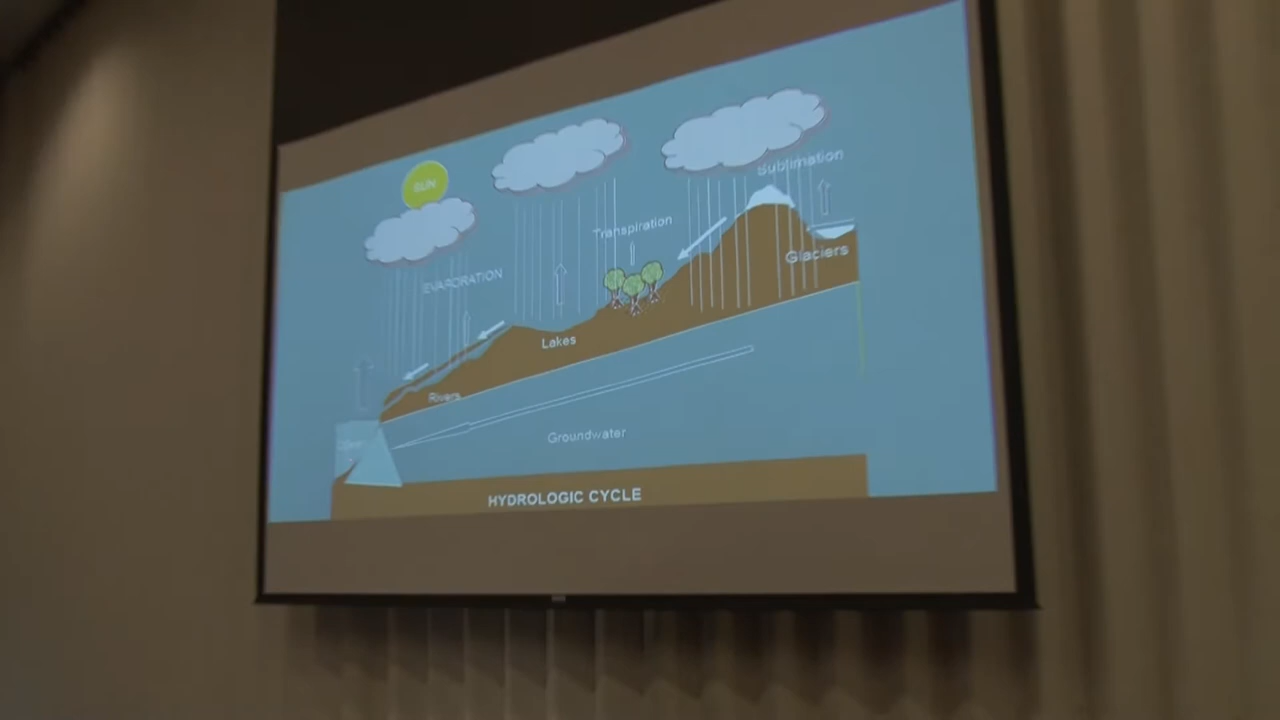 SUN
Sublimation
Transpiration
Glaciers
EVAPORATION
Lakes
Rivers
Groundwater
HYDROLOGIC CYCLE